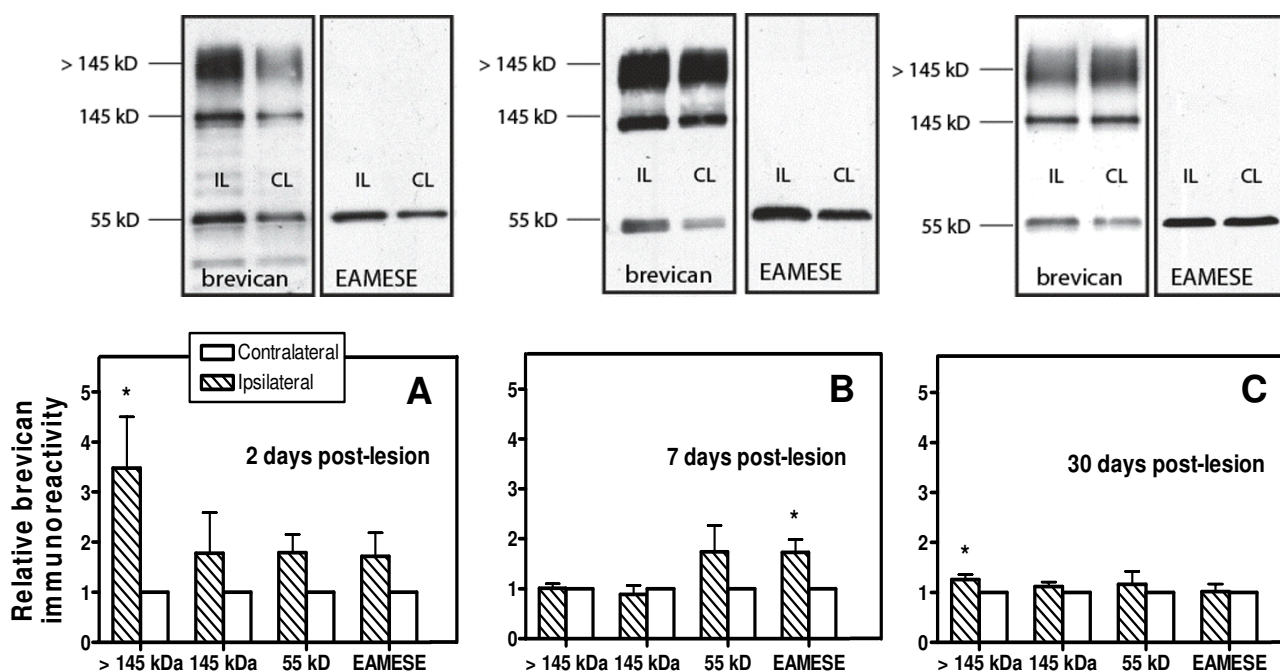 > 145 kD
145 kD
55 kD
IL CL
IL CL
brevican
EAMESE
> 145 kD
145 kD
55 kD
IL CL
IL CL
brevican
EAMESE
> 145 kD
145 kD
55 kD
IL CL
IL CL
brevican
EAMESE
Relative brevican
immunoreactivity
Contralateral
Ipsilateral
A
2 days post-lesion
*
5
4
3
2
1
0
> 145 kDa 145 kDa 55 kD EAMESE
B
7 days post-lesion
*
5
4
3
2
1
0
> 145 kDa 145 kDa 55 kD EAMESE
C
30 days post-lesion
*
5
4
3
2
1
0
> 145 kDa 145 kDa 55 kD EAMESE